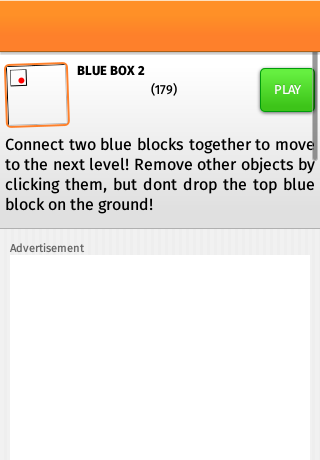 BLUE BOX 2
(179)
PLAY
Connect two blue blocks together to move
to the next level! Remove other objects by
clicking them, but dont drop the top blue
block on the ground!
Advertisement